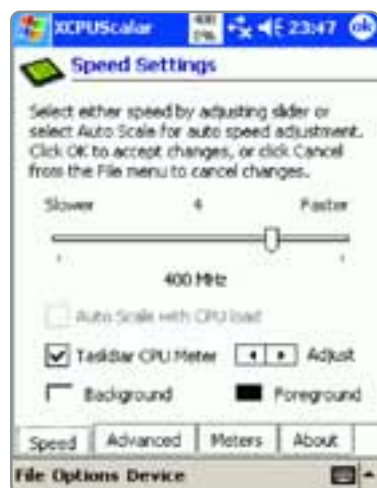 XCPUScalar 400 23:47 ok
Speed Settings
Select either speed by adjusting slider or
select Auto Scale for auto speed adjustment.
Click OK to accept changes, or click Cancel
from the File menu to cancel changes.
Slower 4 Faster
400 MHz
Auto Scale with CPU load
TaskBar CPU Meter Adjust
Background Foreground
Speed Advanced Meters About
File Options Device